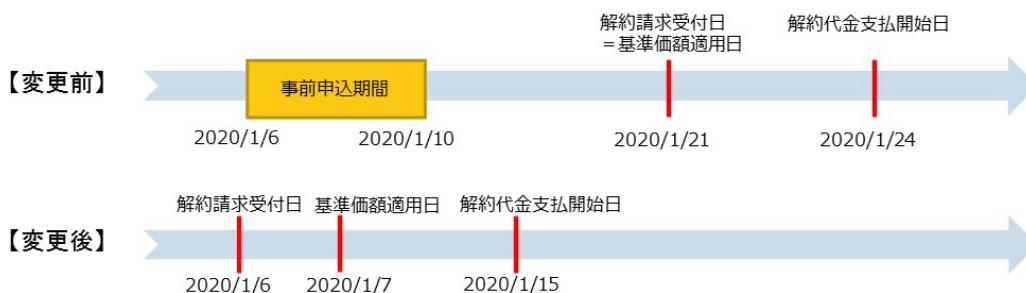 解約請求受付日
＝基準価額適用日
解約代金支払開始日
【変更前】
事前申込期間
2020/1/6
2020/1/10
2020/1/21
2020/1/24
解約請求受付日
基準価額適用日
解約代金支払開始日
【変更後】
2020/1/6
2020/1/7
2020/1/15